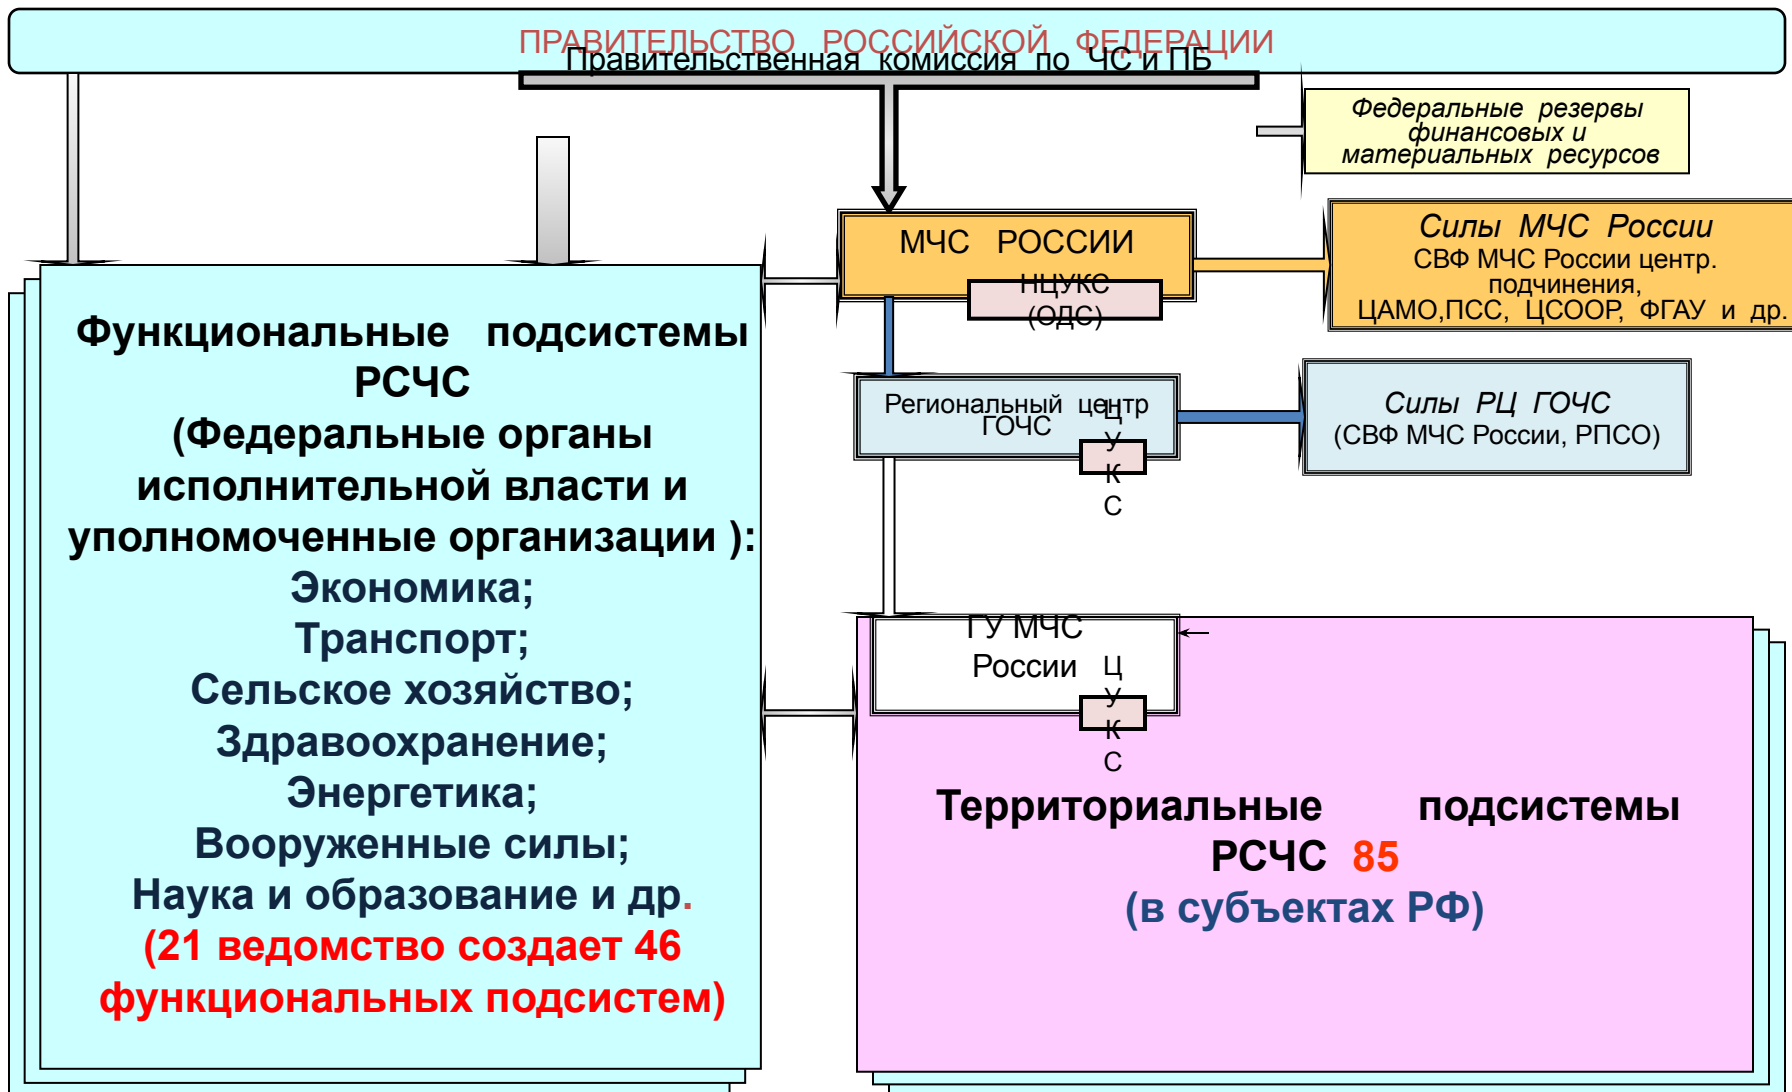 ПРАВИТЕЛЬСТВО РОССИЙСКОЙ ФЕДЕРАЦИИ
Правительственная комиссия по ЧС и ПБ
Федеральные резервы
финансовых и
материальных ресурсов
МЧС РОССИИ
НЦУКС
(ОДС)
Силы МЧС России
СВФ МЧС России центр.
подчинения,
ЦАМО,ПСС, ЦСООР, ФГАУ и др.
Региональный центр
ГОЧС
Ц
У
К
С
Силы РЦ ГОЧС
(СВФ МЧС России, РПСО)
Функциональные подсистемы
РСЧС
(Федеральные органы
исполнительной власти и
уполномоченные организации ):
Экономика;
Транспорт;
Сельское хозяйство;
Здравоохранение;
Энергетика;
Вооруженные силы;
Наука и образование и др.
(21 ведомство создает 46
функциональных подсистем)
ГУ МЧС
России
Ц
У
К
С
Территориальные подсистемы
РСЧС 85
(в субъектах РФ)